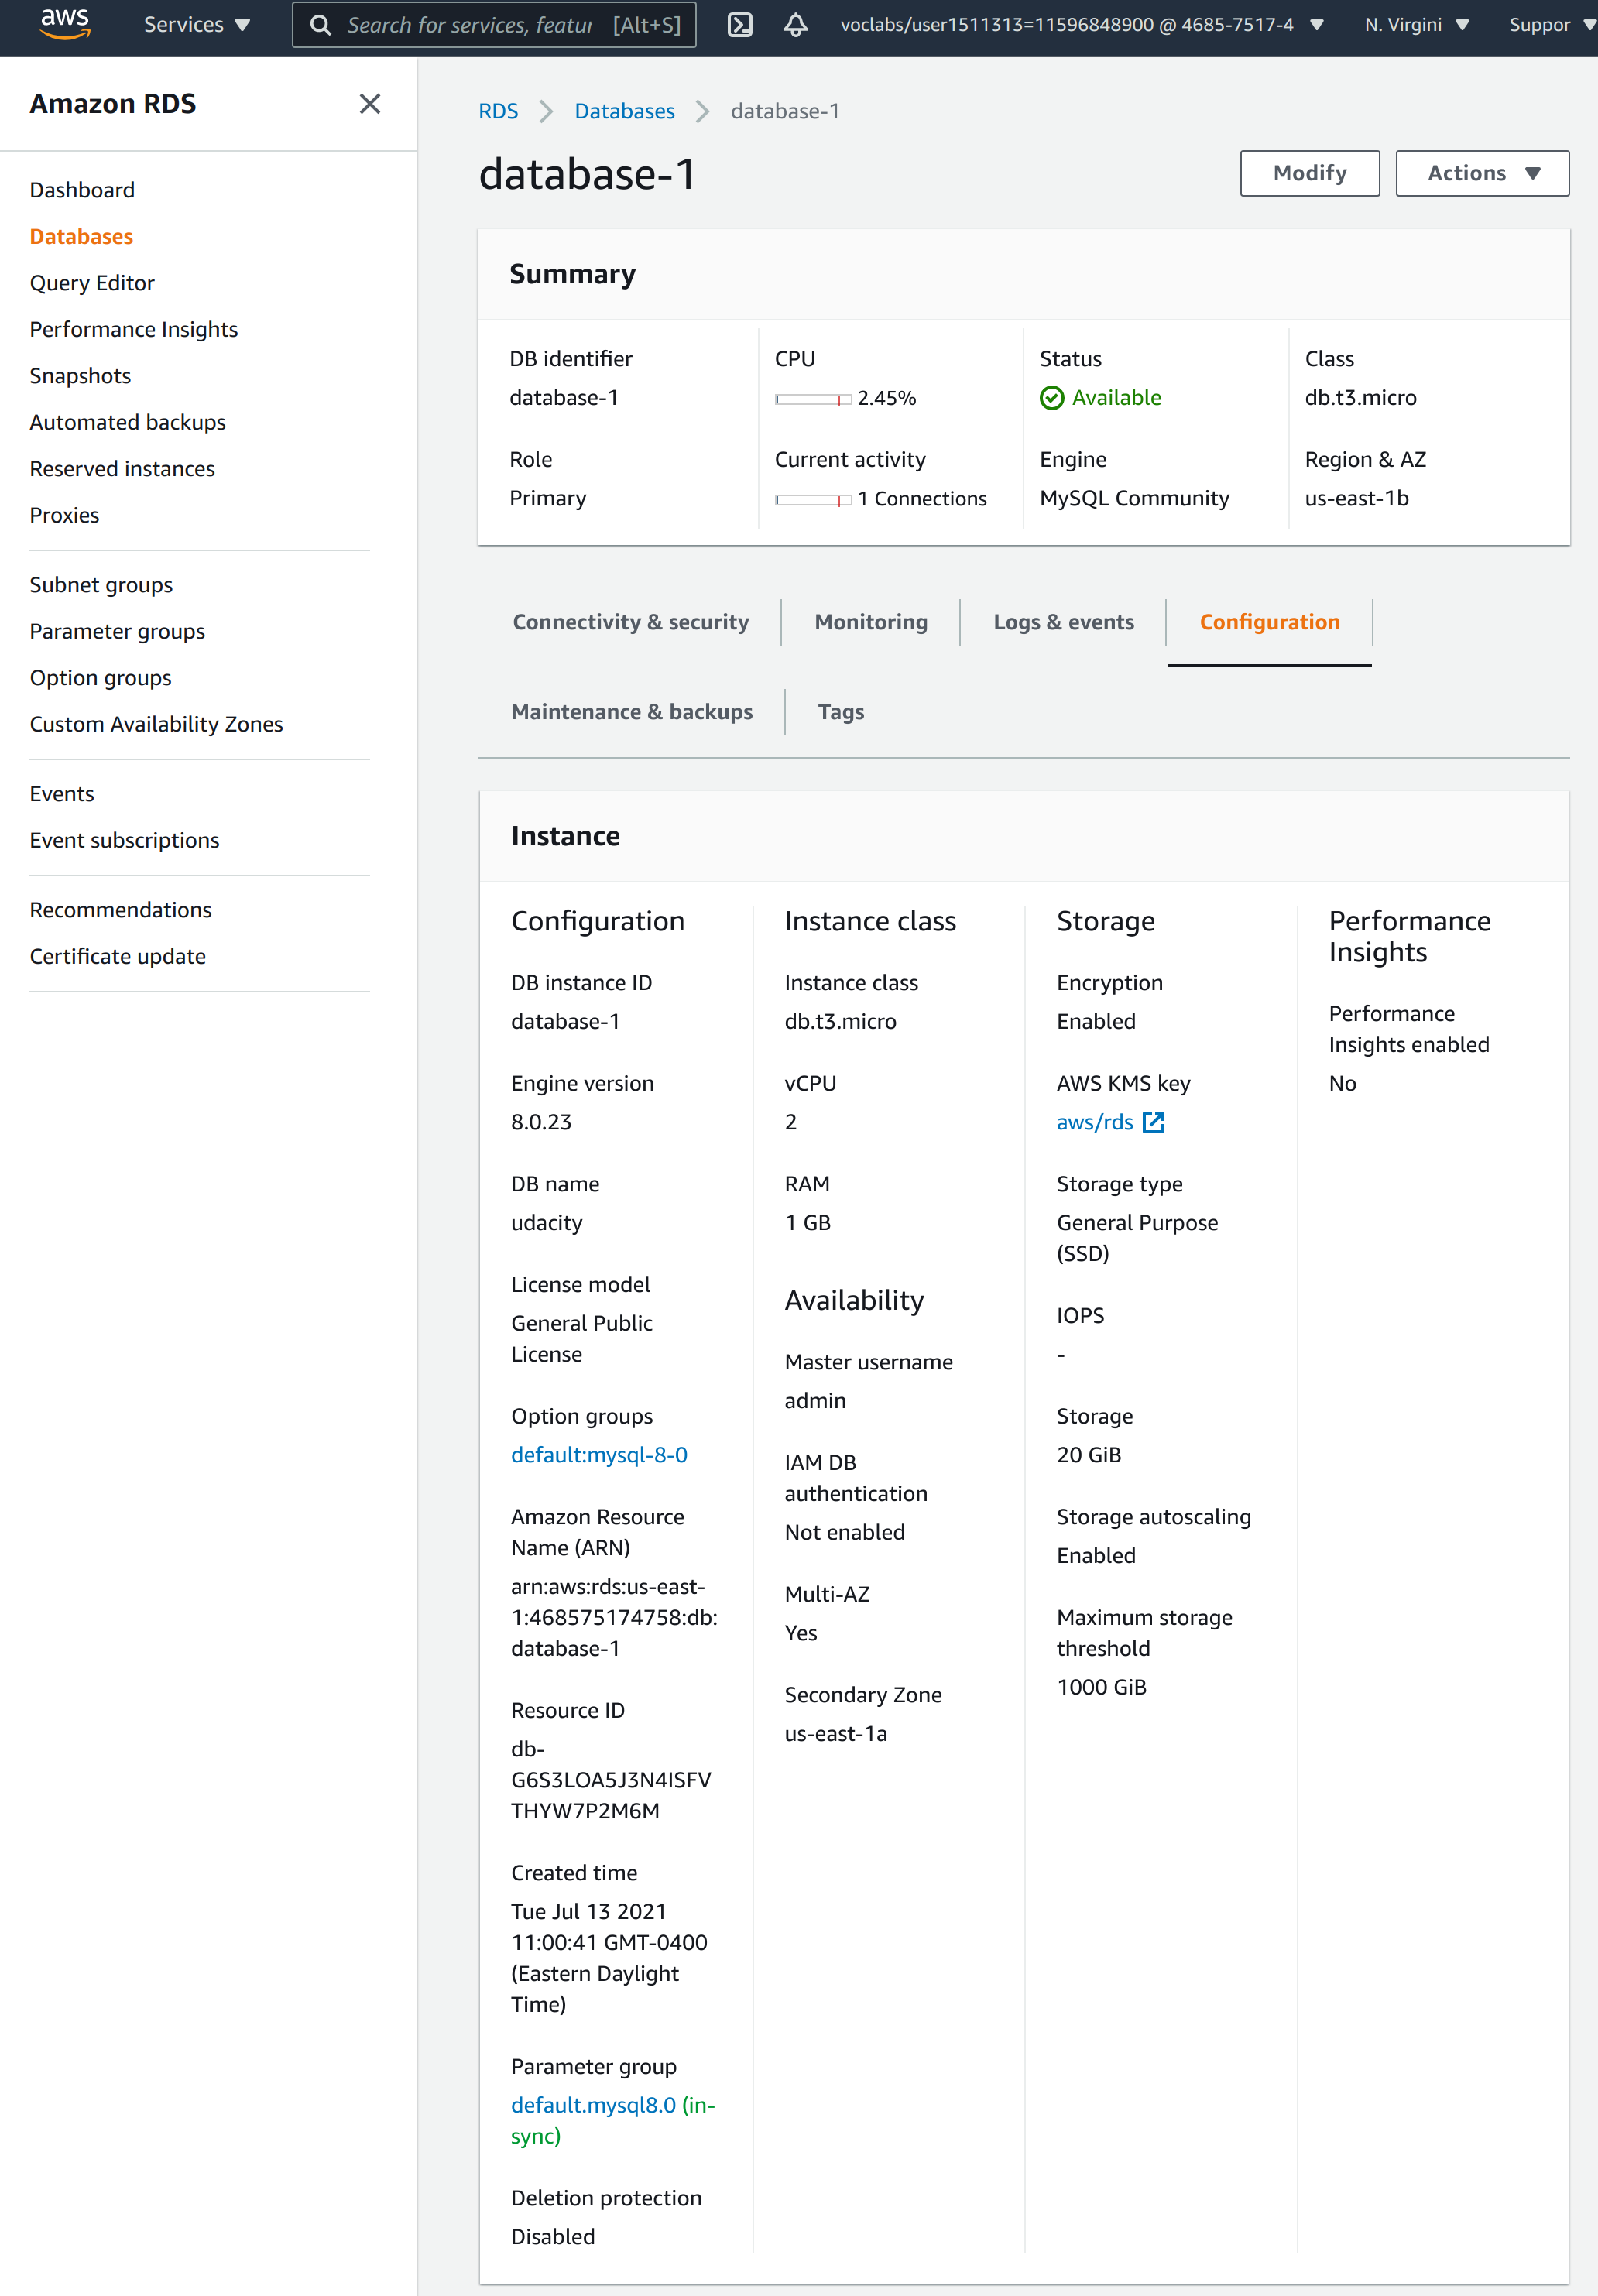 aws
Services
Search for services, featur [Alt+S]
voclabs/user1511313=11596848900 @ 4685-7517-4
N. Virgini
Suppor
Amazon RDS
Dashboard
Databases
Query Editor
Performance Insights
Snapshots
Automated backups
Reserved instances
Proxies
Subnet groups
Parameter groups
Option groups
Custom Availability Zones
Events
Event subscriptions
Recommendations
Certificate update
RDS > Databases > database-1
database-1
Modify
Actions
Summary
DB identifier
database-1
CPU
2.45%
Status
Available
Class
db.t3.micro
Role
Primary
Current activity
1 Connections
Engine
MySQL Community
Region & AZ
us-east-1b
Connectivity & security
Monitoring
Logs & events
Configuration
Maintenance & backups
Tags
Instance
Configuration
DB instance ID
database-1
Engine version
8.0.23
DB name
udacity
License model
General Public
License
Option groups
default:mysql-8-0
Amazon Resource
Name (ARN)
arn:aws:rds:us-east-
1:468575174758:db:
database-1
Resource ID
db-
G6S3LOA5J3N4ISFV
THYW7P2M6M
Created time
Tue Jul 13 2021
11:00:41 GMT-0400
(Eastern Daylight
Time)
Parameter group
default.mysql8.0 (in-
sync)
Deletion protection
Disabled
Instance class
Instance class
db.t3.micro
vCPU
2
RAM
1 GB
Availability
Master username
admin
IAM DB
authentication
Not enabled
Multi-AZ
Yes
Secondary Zone
us-east-1a
Storage
Encryption
Enabled
AWS KMS key
aws/rds
Storage type
General Purpose
(SSD)
IOPS
-
Storage
20 GiB
Storage autoscaling
Enabled
Maximum storage
threshold
1000 GiB
Performance
Insights
Performance
Insights enabled
No